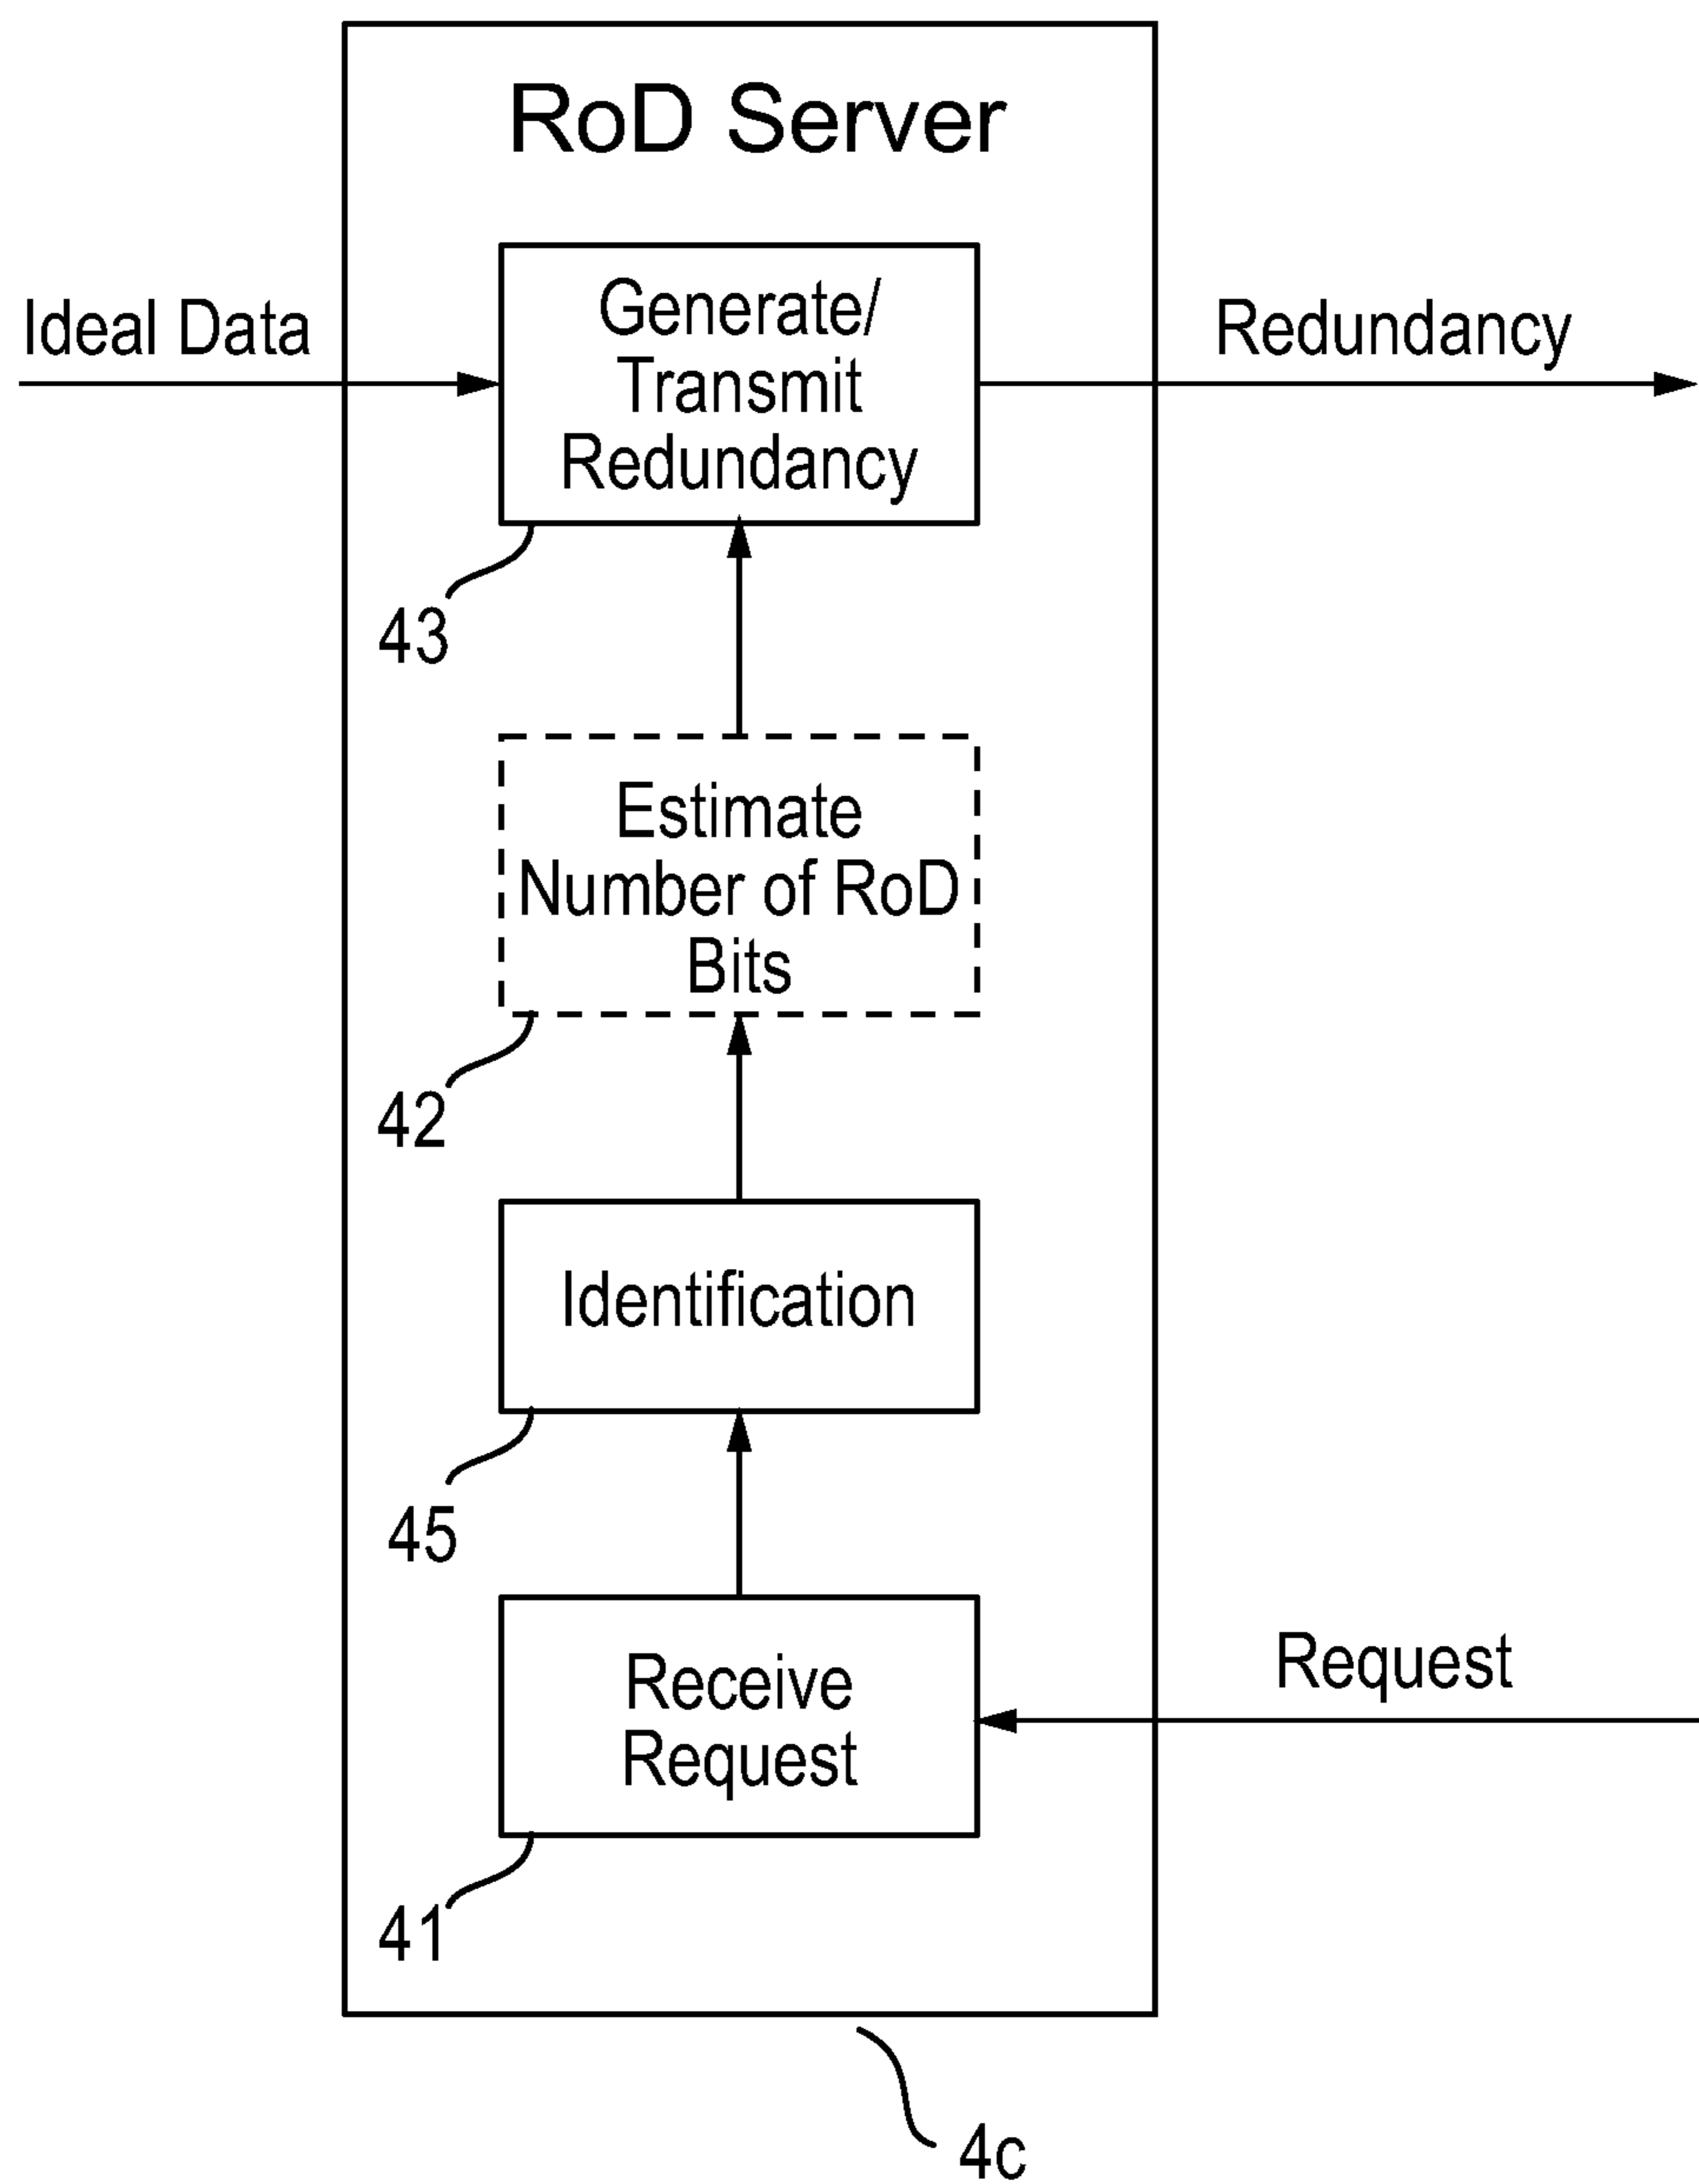 RoD Server
Ideal Data
Generate/
Transmit
Redundancy
Redundancy
43
Estimate
Number of RoD
Bits
42
Identification
45
Receive
Request
Request
41
4c